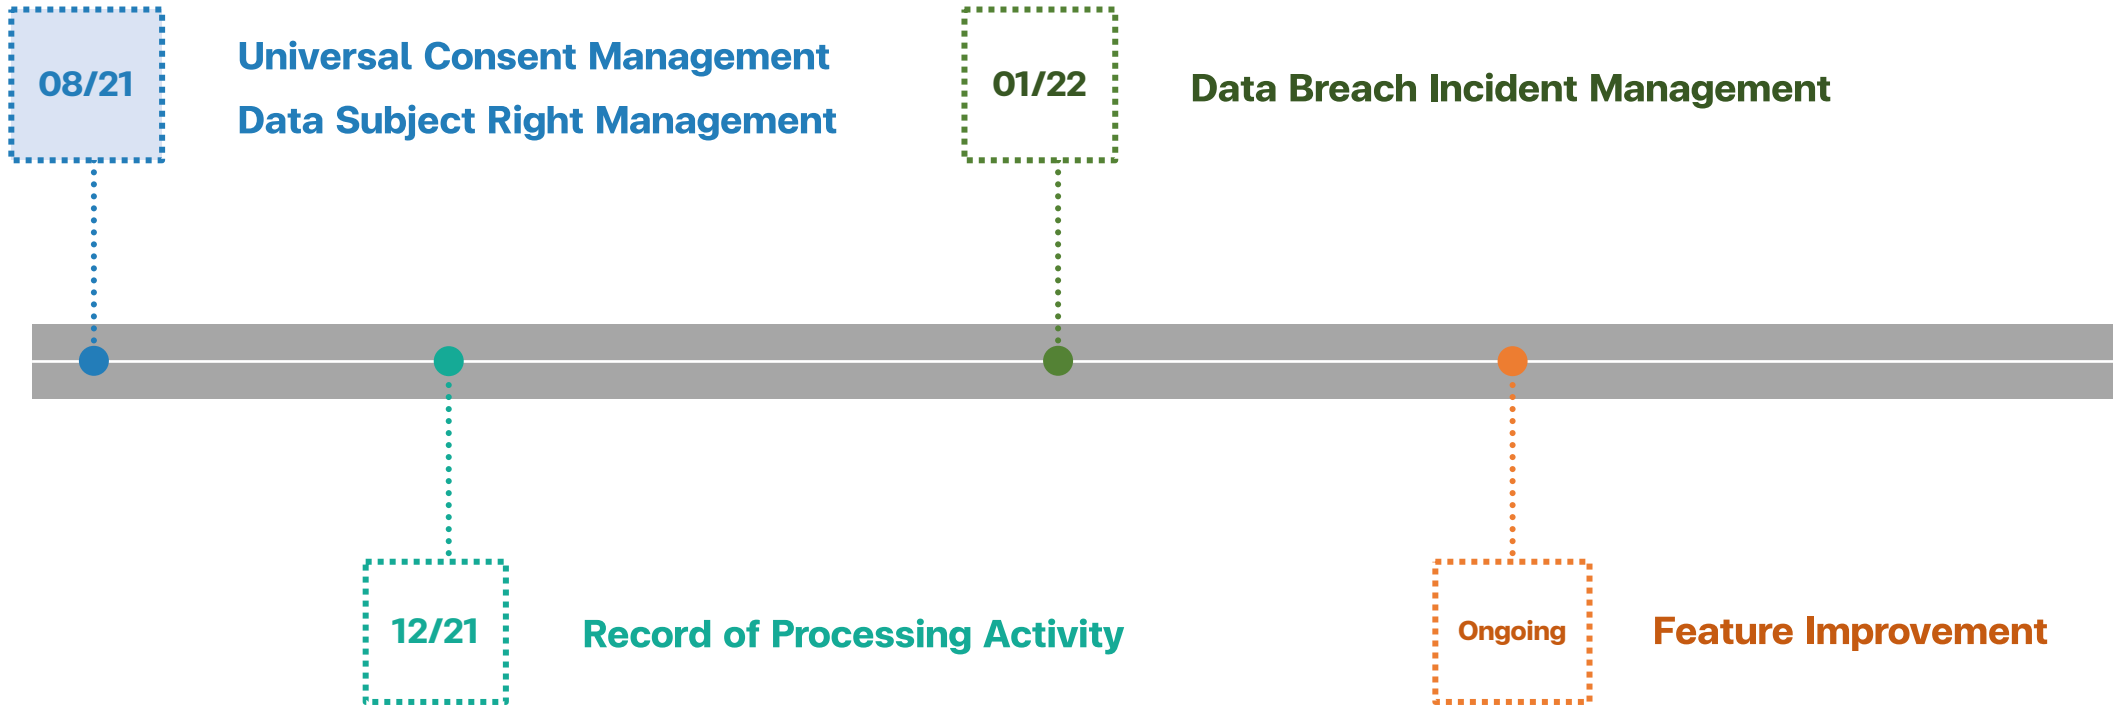 08/21
Universal Consent Management
Data Subject Right Management
01/22
Data Breach Incident Management
12/21
Record of Processing Activity
Ongoing
Feature Improvement